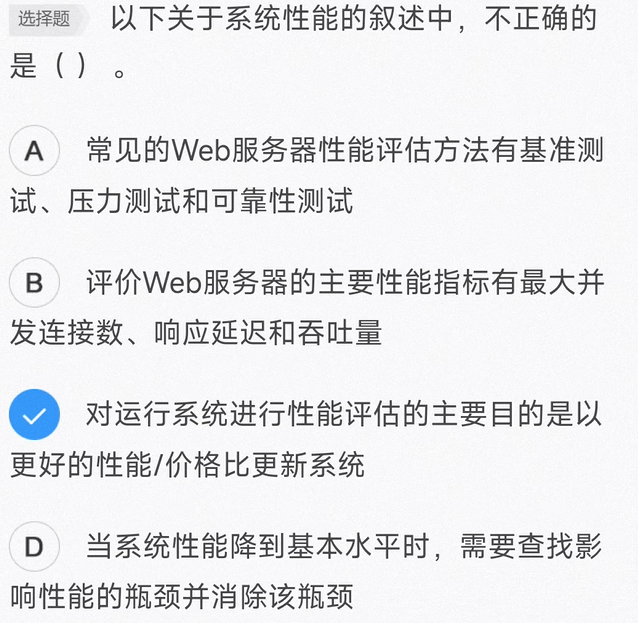 选择题 以下关于系统性能的叙述中，不正确的
是（ ） 。
A 常见的Web服务器性能评估方法有基准测
试、压力测试和可靠性测试
B 评价Web服务器的主要性能指标有最大并
发连接数、响应延迟和吞吐量
对运行系统进行性能评估的主要目的是以
更好的性能/价格比更新系统
D 当系统性能降到基本水平时，需要查找影
响性能的瓶颈并消除该瓶颈